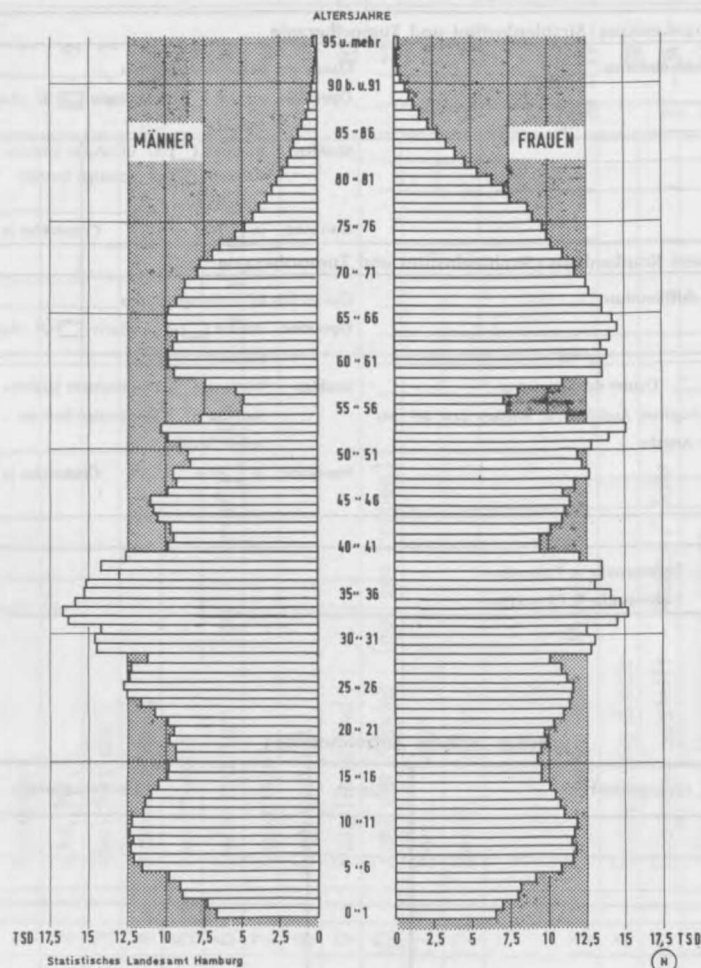 ALTERSJAHRE
95 u. mehr
90 b. u. 91
MÄNNER
85 " 86
FRAUEN
80 " 81
75 " 76
70 " 71
65 " 66
60 " 61
55 " 56
50 " 51
45 " 46
40 " 41
35 " 36
30 " 31
25 " 26
20 " 21
15 " 16
10 " 11
5 " 6
0 " 1
TSD 17,5 15 12,5 10 7,5 5 2,5 0 0 2,5 5 7,5 10 12,5 15 17,5 TSD
Statistisches Landesamt Hamburg
N